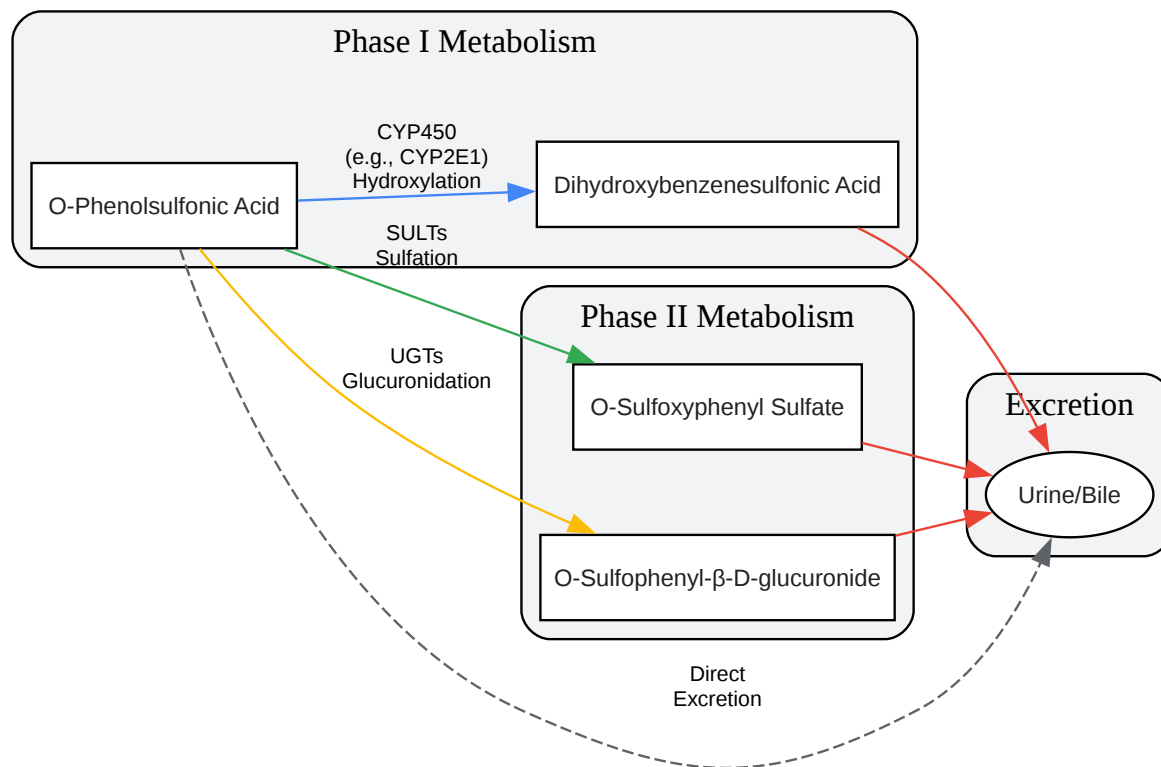 Phase I Metabolism
CYP450
(e.g., CYP2E1)
Hydroxylation
O-Phenolsulfonic Acid
Dihydroxybenzenesulfonic Acid
SULTs
Sulfation
Phase II Metabolism
UGTs
Glucuronidation
O-Sulfoxyphenyl Sulfate
Excretion
Urine/Bile
O-Sulfophenyl-β-D-glucuronide
Direct
Excretion